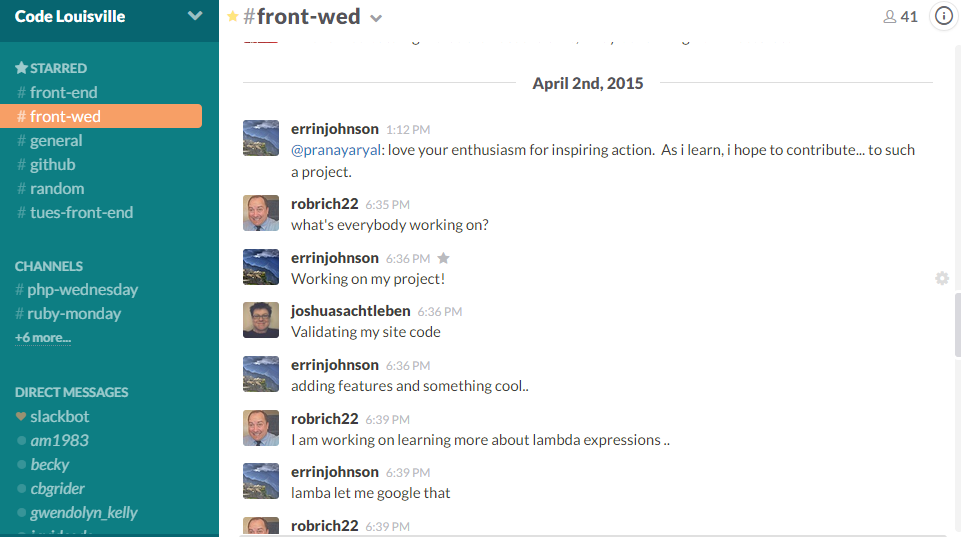 Code Louisville
STARRED
# front-end
# front-wed
# general
# github
# random
# tues-front-end
CHANNELS
# php-wednesday
# ruby-monday
+6 more...
DIRECT MESSAGES
slackbot
am1983
becky
cbgrider
gwendolyn_kelly
#front-wed
41
April 2nd, 2015
errinjohnson 1:12 PM
@pranayaryal: love your enthusiasm for inspiring action. As i learn, i hope to contribute... to such
a project.
robrich22 6:35 PM
what's everybody working on?
errinjohnson 6:36 PM
Working on my project!
joshuasachtleben 6:36 PM
Validating my site code
errinjohnson 6:36 PM
adding features and something cool..
robrich22 6:39 PM
I am working on learning more about lambda expressions ..
errinjohnson 6:39 PM
lamba let me google that
robrich22 6:39 PM